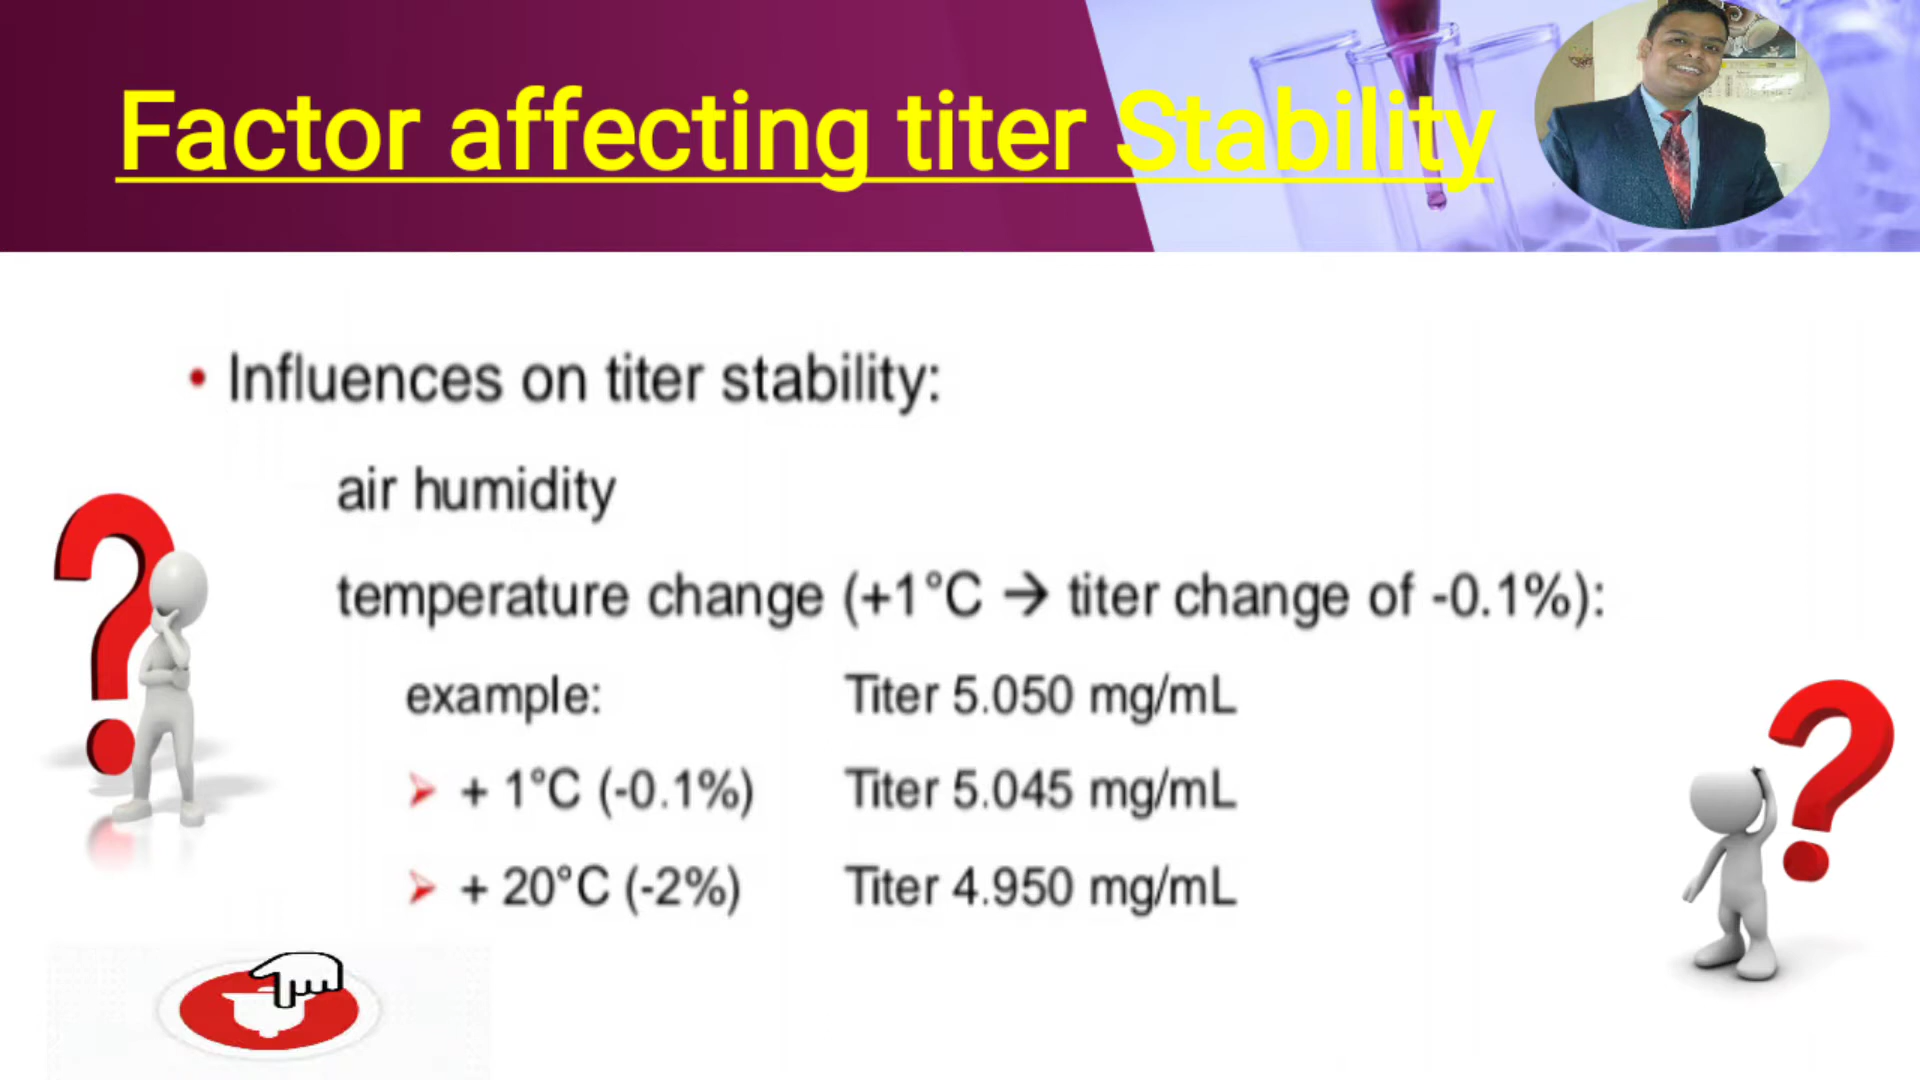 Factor affecting titer Stability
• Influences on titer stability:
air humidity
temperature change (+1°C → titer change of -0.1%):
example: Titer 5.050 mg/mL
➢ + 1°C (-0.1%) Titer 5.045 mg/mL
➢ + 20°C (-2%) Titer 4.950 mg/mL